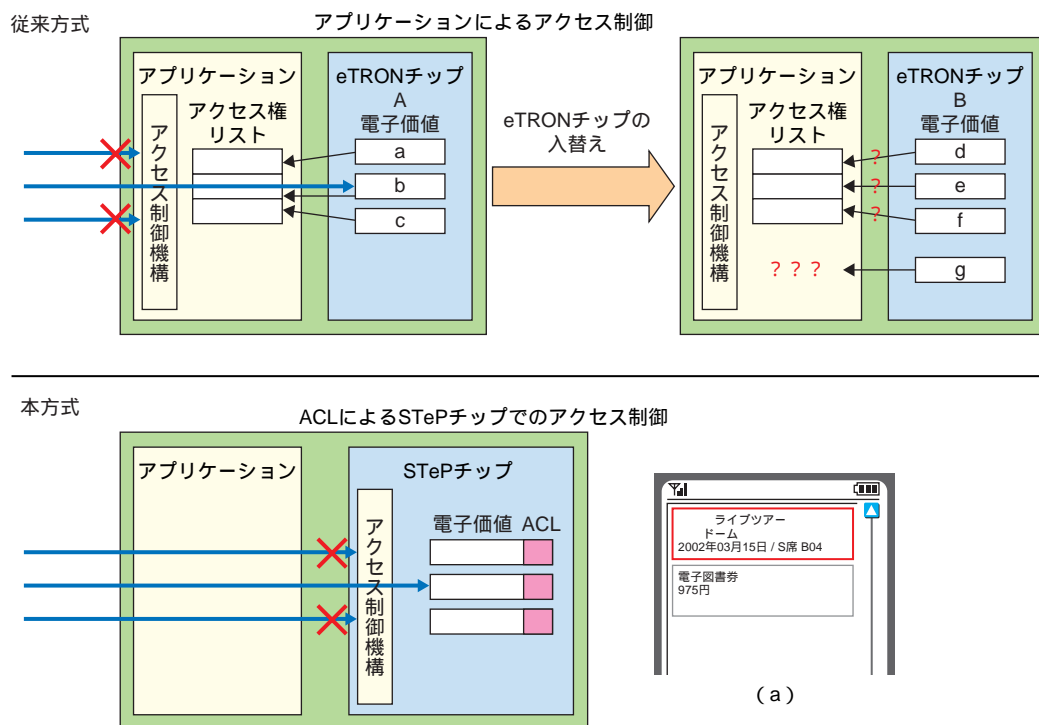 従来方式
アプリケーションによるアクセス制御
アプリケーション
アクセス制御機構
アクセス権
リスト
eTRONチップ
A
電子価値
a
b
c
eTRONチップの
入替え
アプリケーション
アクセス制御機構
アクセス権
リスト
?
?
?
? ? ?
eTRONチップ
B
電子価値
d
e
f
g
本方式
ACLによるSTePチップでのアクセス制御
アプリケーション
STePチップ
アクセス制御機構
電子価値 ACL
ライブツアー
ドーム
2002年03月15日 / S席 B04
電子図書券
975円
(a)